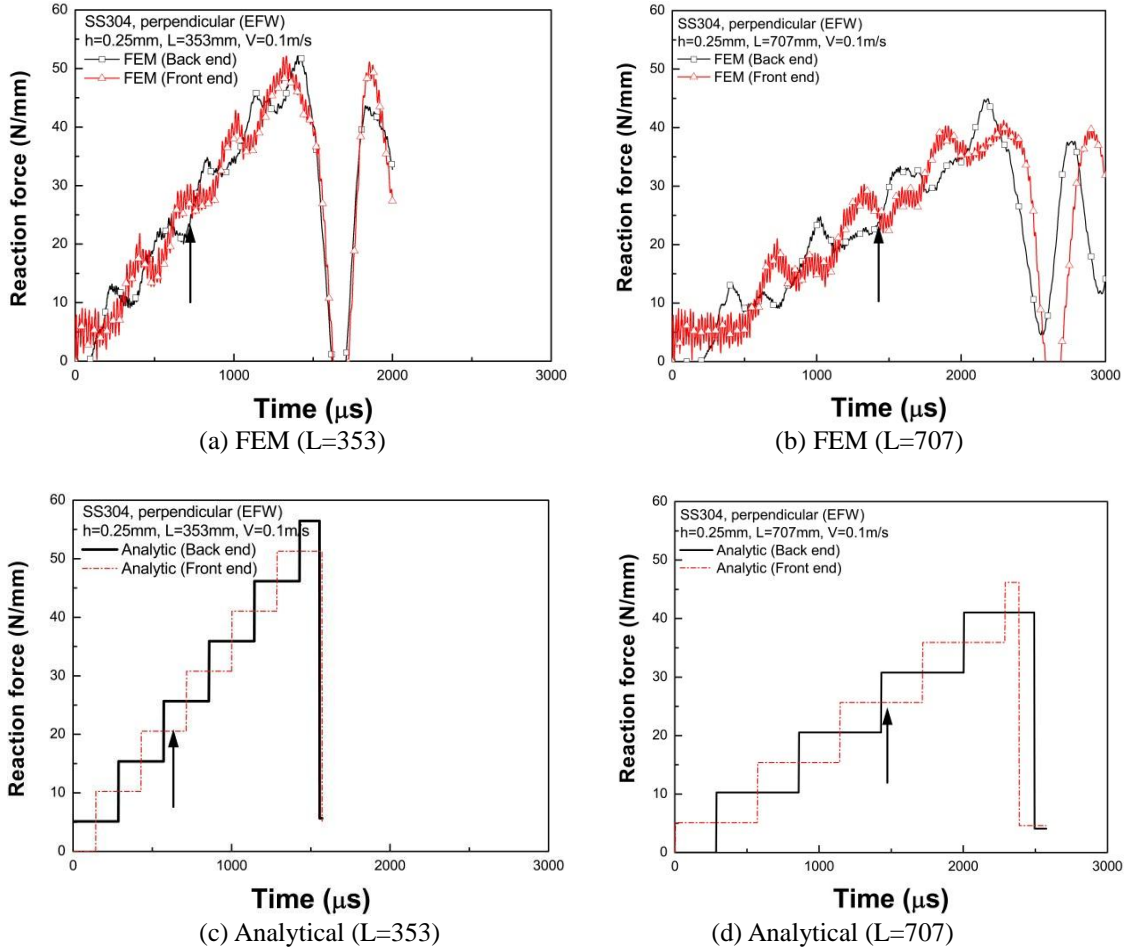 SS304, perpendicular (EFW)
h=0.25mm, L=353mm, V=0.1m/s
FEM (Back end)
FEM (Front end)
Reaction force (N/mm)
60
50
40
30
20
10
0
0 1000 2000 3000
Time (μs)
(a) FEM (L=353)
SS304, perpendicular (EFW)
h=0.25mm, L=707mm, V=0.1m/s
FEM (Back end)
FEM (Front end)
Reaction force (N/mm)
60
50
40
30
20
10
0
0 1000 2000 3000
Time (μs)
(b) FEM (L=707)
SS304, perpendicular (EFW)
h=0.25mm, L=353mm, V=0.1m/s
Analytic (Back end)
Analytic (Front end)
Reaction force (N/mm)
60
50
40
30
20
10
0
0 1000 2000 3000
Time (μs)
(c) Analytical (L=353)
SS304, perpendicular (EFW)
h=0.25mm, L=707mm, V=0.1m/s
Analytic (Back end)
Analytic (Front end)
Reaction force (N/mm)
60
50
40
30
20
10
0
0 1000 2000 3000
Time (μs)
(d) Analytical (L=707)